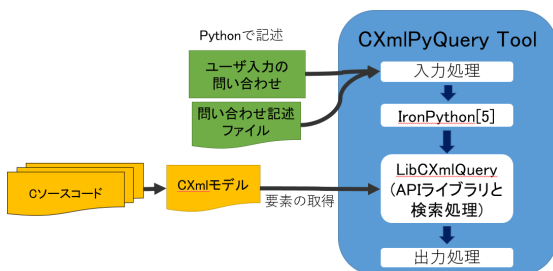 CXmlPyQuery Tool
Pythonで記述
ユーザ入力の
問い合わせ
入力処理
問い合わせ記述
ファイル
IronPython[5]
Cソースコード
CXmlモデル
要素の取得
LibCXmlQuery
(APIライブラリと
検索処理)
出力処理